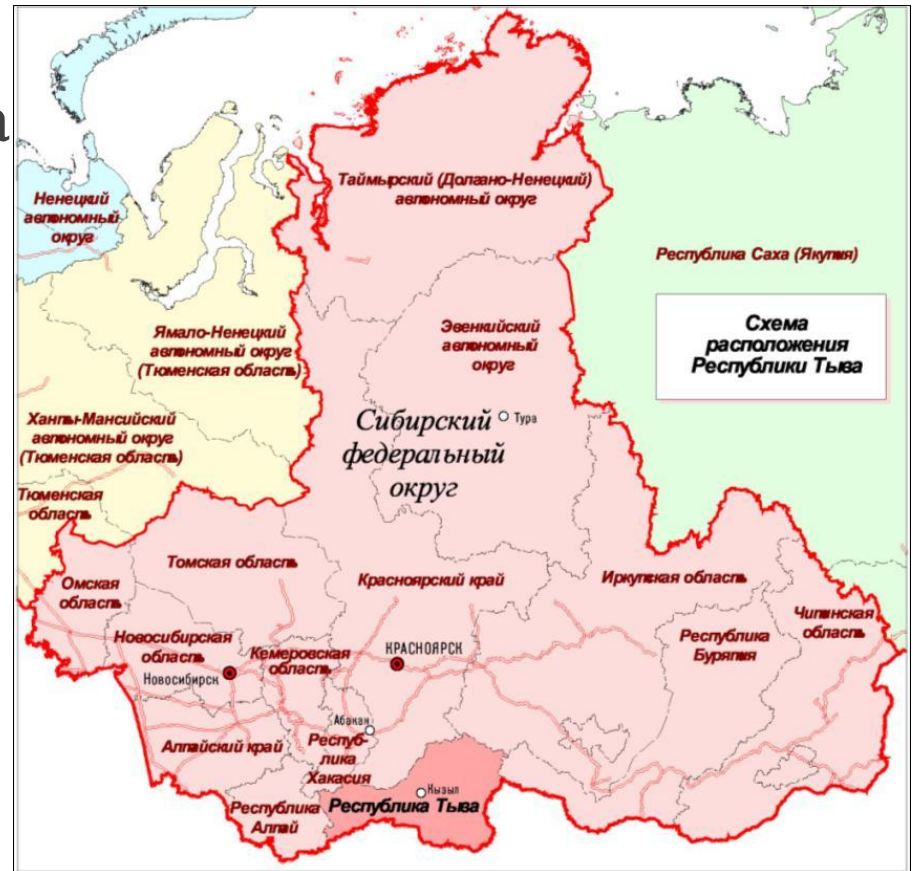 а
Таймырский (Долгано-Ненецкий)
автономный округ
Ненецкий
автономный
округ
Республика Саха (Якутия)
Схема
расположения
Республики Тыва
Ямало-Ненецкий
автономный округ
(Тюменская область)
Эвенкийский
автономный
округ
Тура
Сибирский
федеральный
округ
Ханты-Мансийский
автономный округ
(Тюменская область)
Тюменская
область
Томская область
Омская
область
Красноярский край
Иркутская область
Читинская
область
Республика
Бурятия
Новосибирская
область
Новосибирск
Кемеровская
область
КРАСНОЯРСК
Абакан
Алтайский край
Респуб-
лика
Хакасия
Кызыл
Республика Тыва
Республика
Алтай